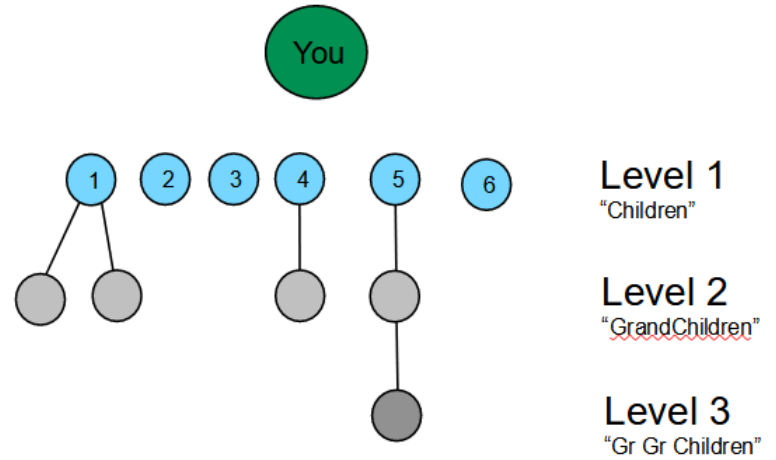 You
1 2 3 4 5 6 Level 1
“Children”
Level 2
“GrandChildren”
Level 3
“Gr Gr Children”